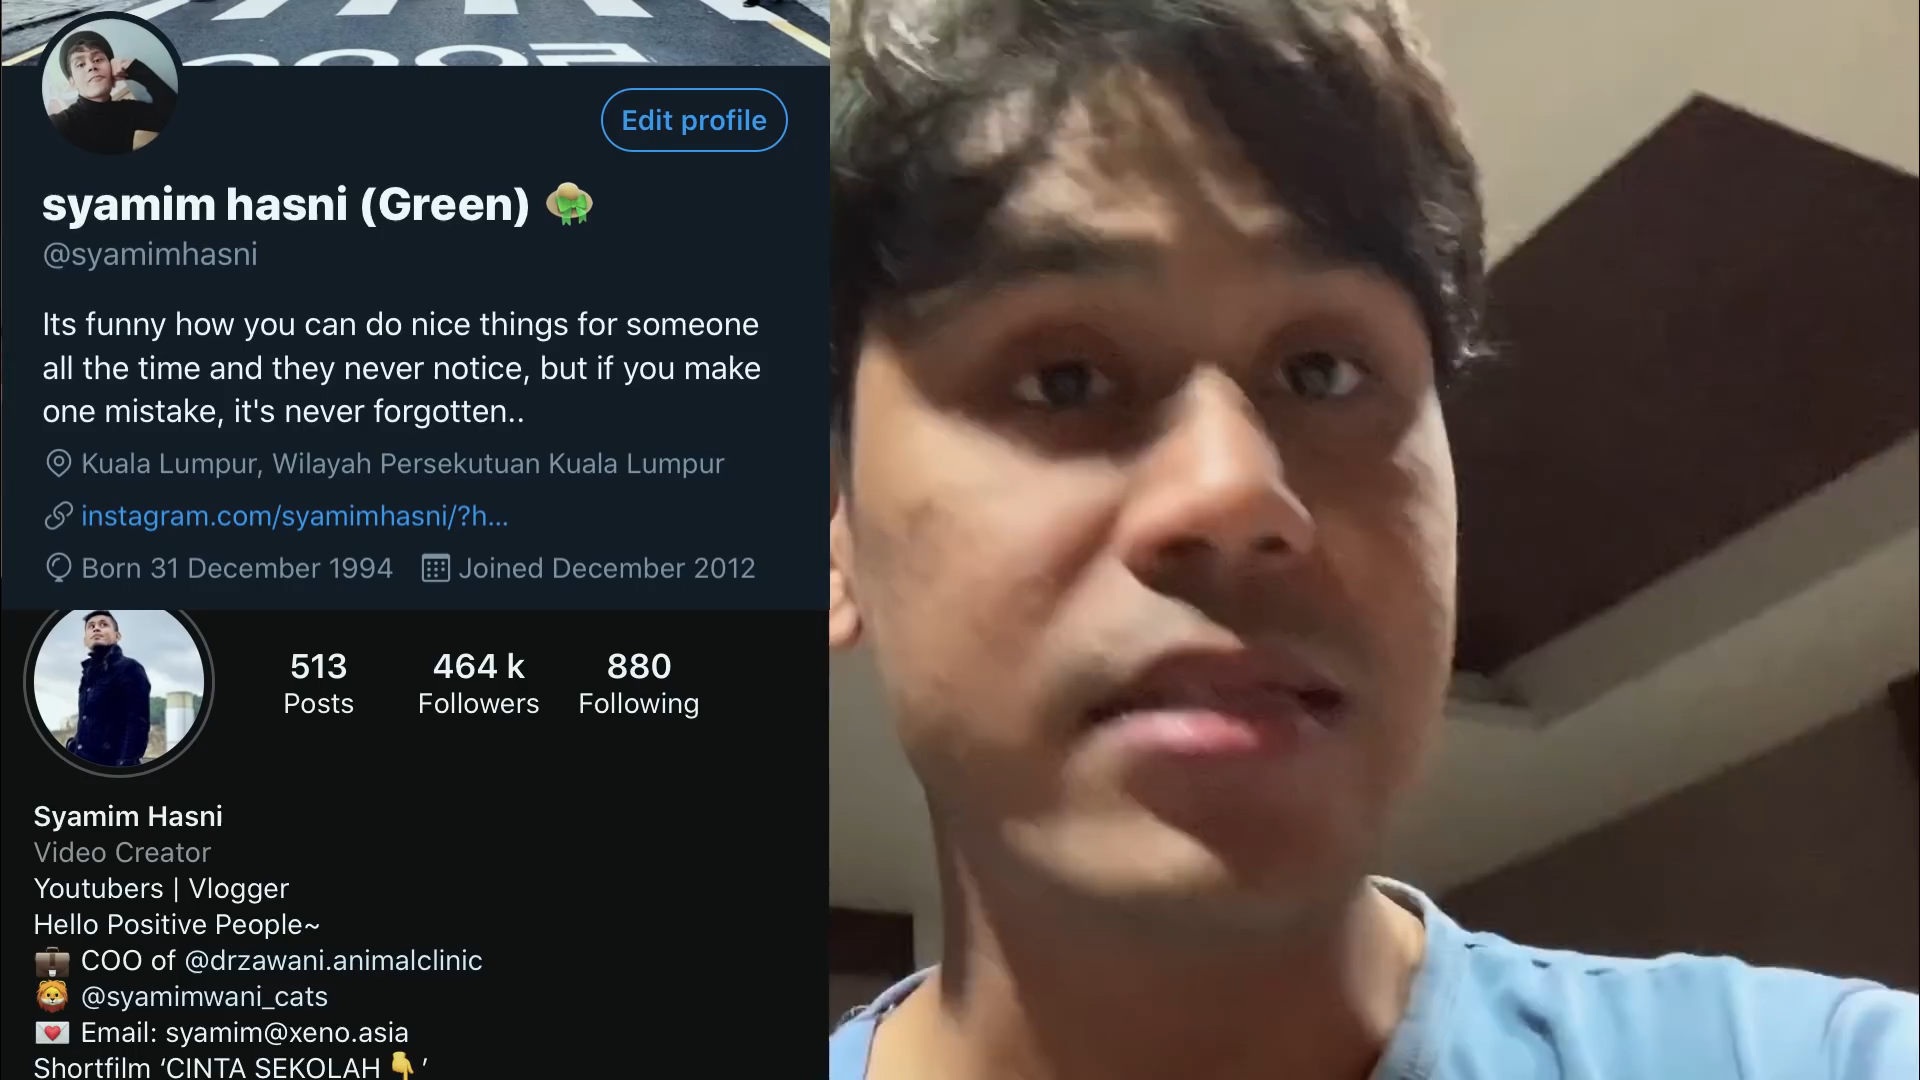 Edit profile
syamim hasni (Green) 👒
@syamimhasni
Its funny how you can do nice things for someone
all the time and they never notice, but if you make
one mistake, it's never forgotten..
Kuala Lumpur, Wilayah Persekutuan Kuala Lumpur
instagram.com/syamimhasni/?h...
Born 31 December 1994 Joined December 2012
513 464 k 880
Posts Followers Following
Syamim Hasni
Video Creator
Youtubers | Vlogger
Hello Positive People~
💼 COO of @drzawani.animalclinic
🦁 @syamimwani_cats
💌 Email: syamim@xeno.asia
Shortfilm ‘CINTA SEKOLAH 👇’